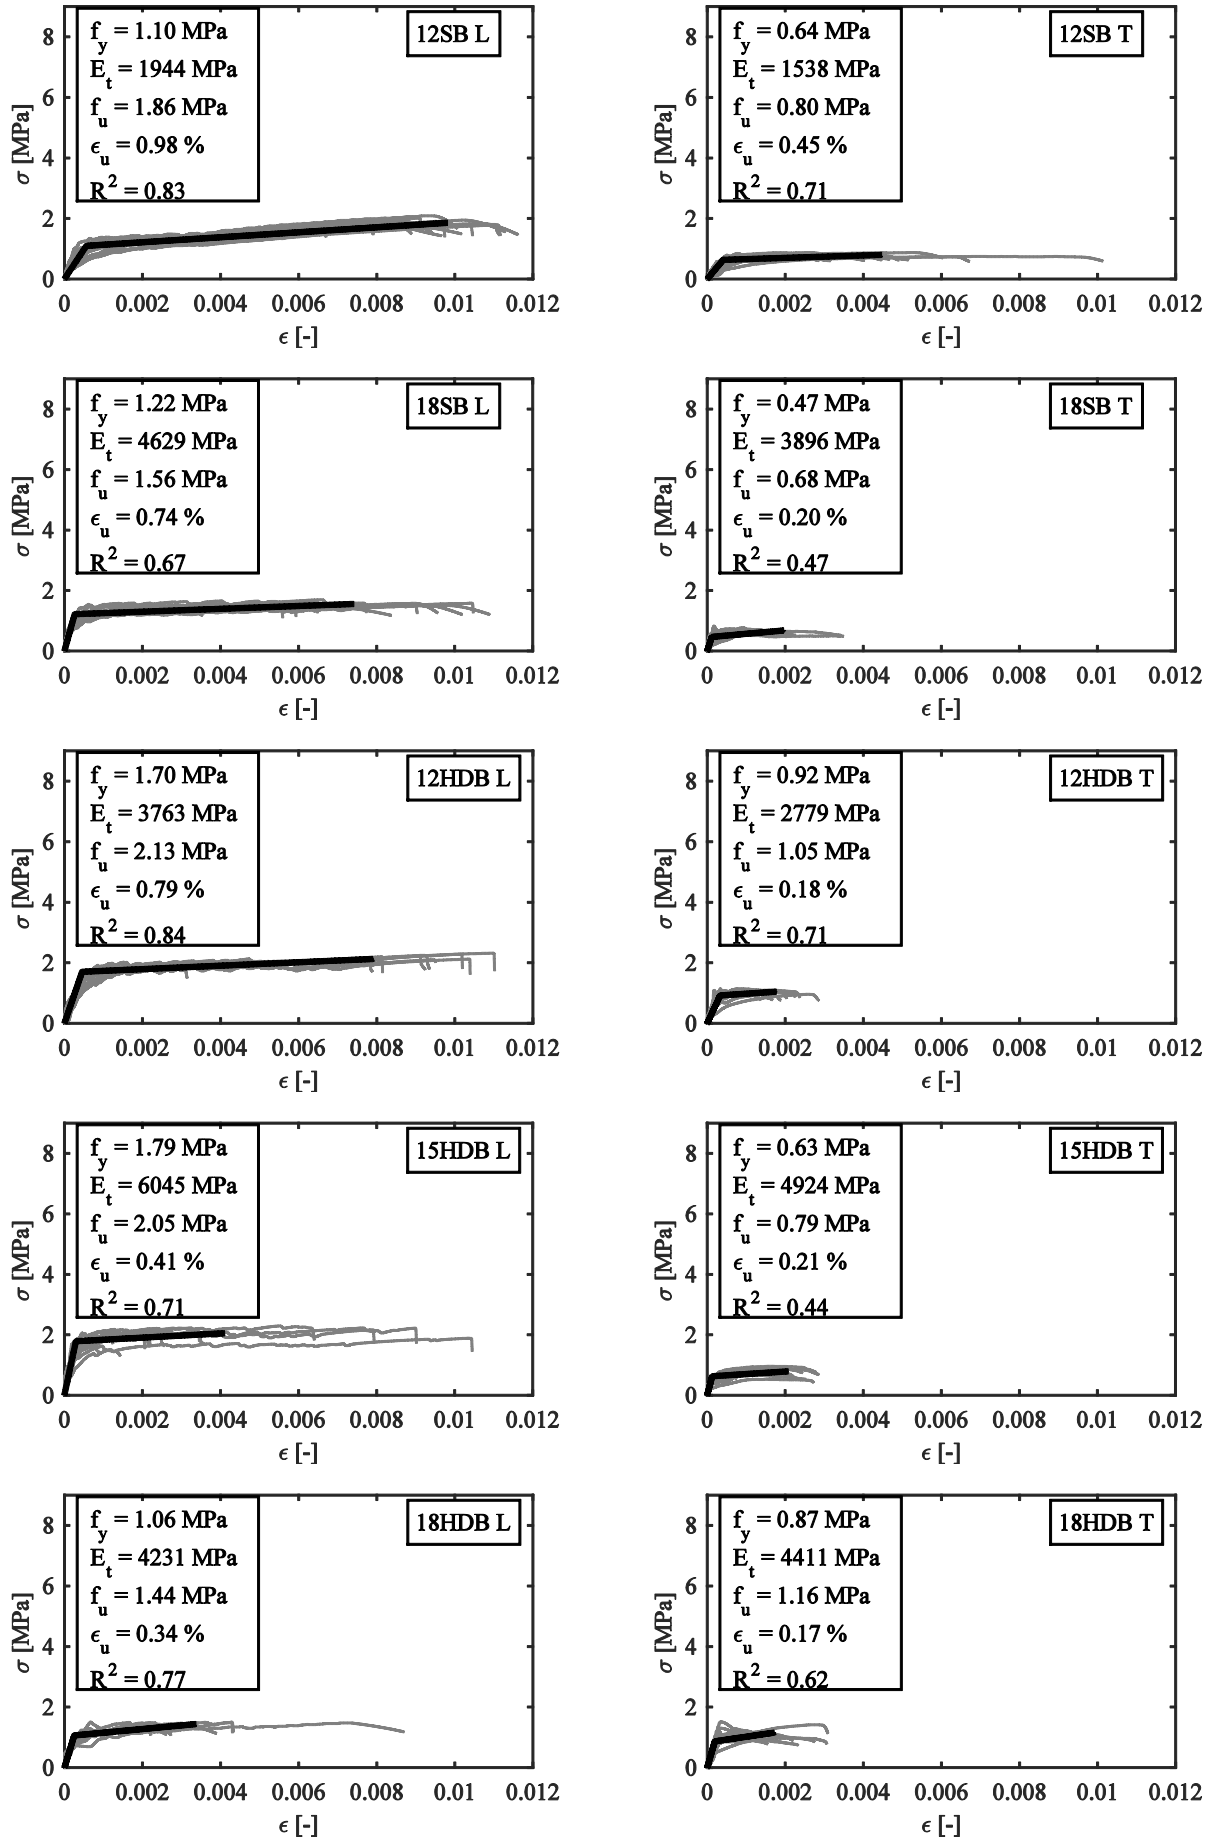 f_y = 1.10 MPa
E_t = 1944 MPa
f_u = 1.86 MPa
ϵ_u = 0.98 %
R^2 = 0.83
12SB L
8
6
4
2
0
σ [MPa]
0 0.002 0.004 0.006 0.008 0.01 0.012
ϵ [-]
f_y = 0.64 MPa
E_t = 1538 MPa
f_u = 0.80 MPa
ϵ_u = 0.45 %
R^2 = 0.71
12SB T
8
6
4
2
0
σ [MPa]
0 0.002 0.004 0.006 0.008 0.01 0.012
ϵ [-]
f_y = 1.22 MPa
E_t = 4629 MPa
f_u = 1.56 MPa
ϵ_u = 0.74 %
R^2 = 0.67
18SB L
8
6
4
2
0
σ [MPa]
0 0.002 0.004 0.006 0.008 0.01 0.012
ϵ [-]
f_y = 0.47 MPa
E_t = 3896 MPa
f_u = 0.68 MPa
ϵ_u = 0.20 %
R^2 = 0.47
18SB T
8
6
4
2
0
σ [MPa]
0 0.002 0.004 0.006 0.008 0.01 0.012
ϵ [-]
f_y = 1.70 MPa
E_t = 3763 MPa
f_u = 2.13 MPa
ϵ_u = 0.79 %
R^2 = 0.84
12HDB L
8
6
4
2
0
σ [MPa]
0 0.002 0.004 0.006 0.008 0.01 0.012
ϵ [-]
f_y = 0.92 MPa
E_t = 2779 MPa
f_u = 1.05 MPa
ϵ_u = 0.18 %
R^2 = 0.71
12HDB T
8
6
4
2
0
σ [MPa]
0 0.002 0.004 0.006 0.008 0.01 0.012
ϵ [-]
f_y = 1.79 MPa
E_t = 6045 MPa
f_u = 2.05 MPa
ϵ_u = 0.41 %
R^2 = 0.71
15HDB L
8
6
4
2
0
σ [MPa]
0 0.002 0.004 0.006 0.008 0.01 0.012
ϵ [-]
f_y = 0.63 MPa
E_t = 4924 MPa
f_u = 0.79 MPa
ϵ_u = 0.21 %
R^2 = 0.44
15HDB T
8
6
4
2
0
σ [MPa]
0 0.002 0.004 0.006 0.008 0.01 0.012
ϵ [-]
f_y = 1.06 MPa
E_t = 4231 MPa
f_u = 1.44 MPa
ϵ_u = 0.34 %
R^2 = 0.77
18HDB L
8
6
4
2
0
σ [MPa]
0 0.002 0.004 0.006 0.008 0.01 0.012
ϵ [-]
f_y = 0.87 MPa
E_t = 4411 MPa
f_u = 1.16 MPa
ϵ_u = 0.17 %
R^2 = 0.62
18HDB T
8
6
4
2
0
σ [MPa]
0 0.002 0.004 0.006 0.008 0.01 0.012
ϵ [-]